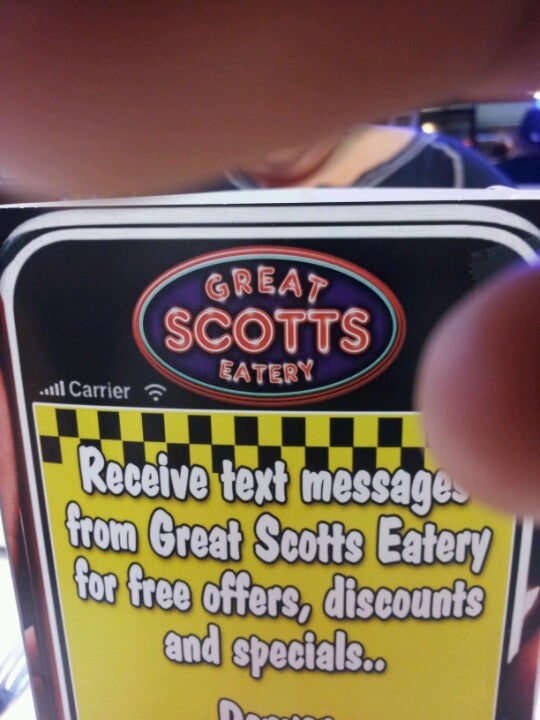 GREAT
SCOTTS
EATERY
Carrier
Receive text messages
from Great Scotts Eatery
for free offers, discounts
and specials..